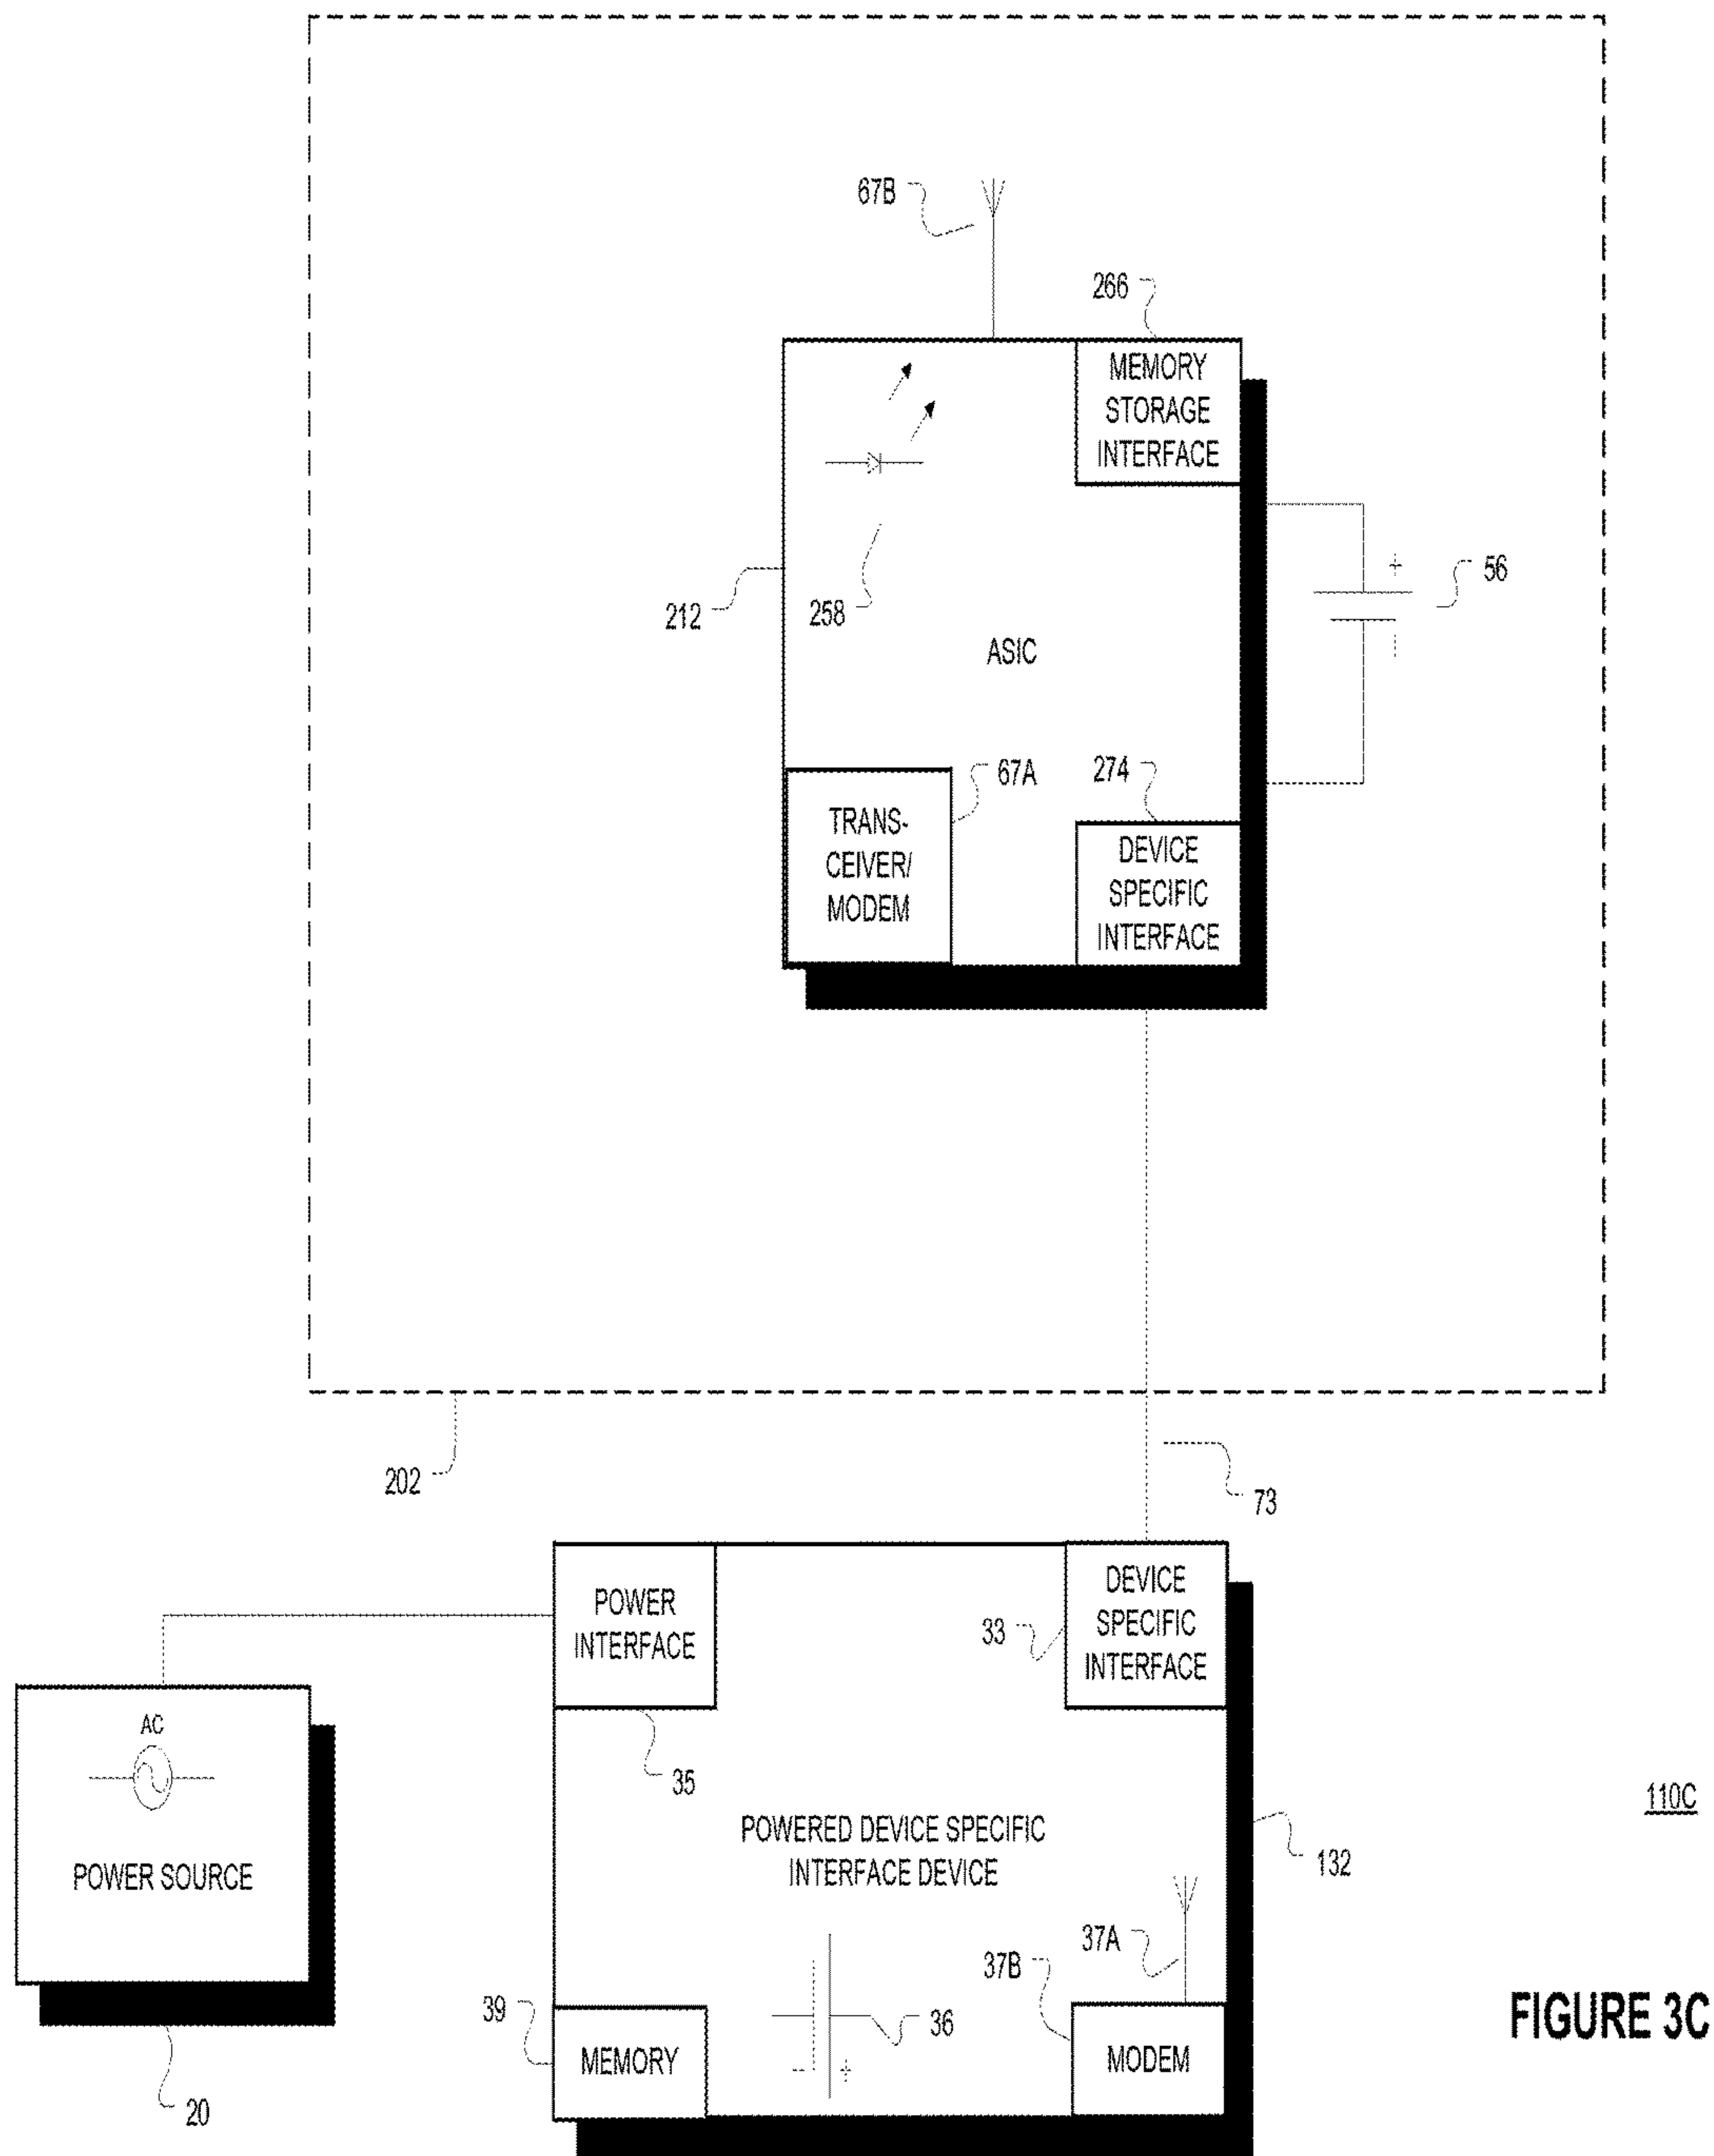 67B
266
MEMORY
STORAGE
INTERFACE
+
56
212
258
ASIC
67A
274
TRANS-
CEIVER/
MODEM
DEVICE
SPECIFIC
INTERFACE
202
73
POWER
INTERFACE
33
DEVICE
SPECIFIC
INTERFACE
AC
35
110C
POWER SOURCE
POWERED DEVICE SPECIFIC
INTERFACE DEVICE
132
37A
37B
39
36
FIGURE 3C
MEMORY
- +
MODEM
20